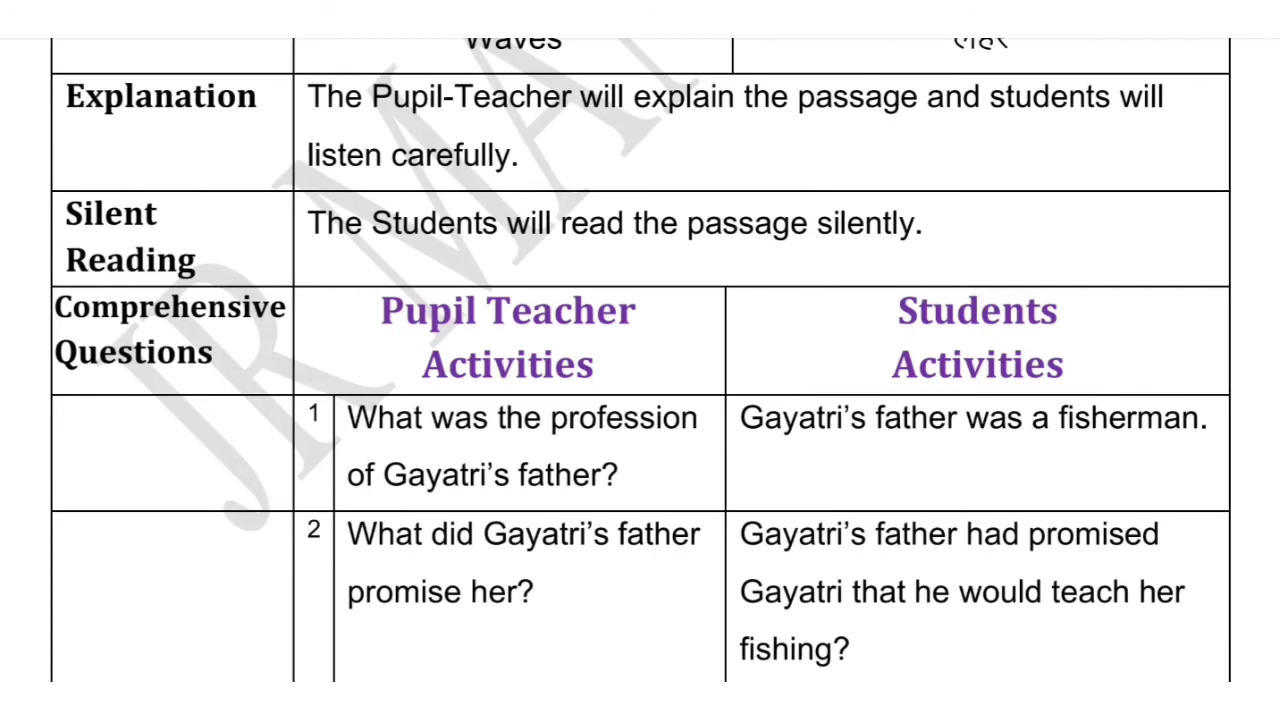 Waves लहर
Explanation The Pupil-Teacher will explain the passage and students will
listen carefully.
Silent
Reading The Students will read the passage silently.
Comprehensive
Questions
Pupil Teacher
Activities
Students
Activities
1 What was the profession
of Gayatri’s father?
Gayatri’s father was a fisherman.
2 What did Gayatri’s father
promise her?
Gayatri’s father had promised
Gayatri that he would teach her
fishing?